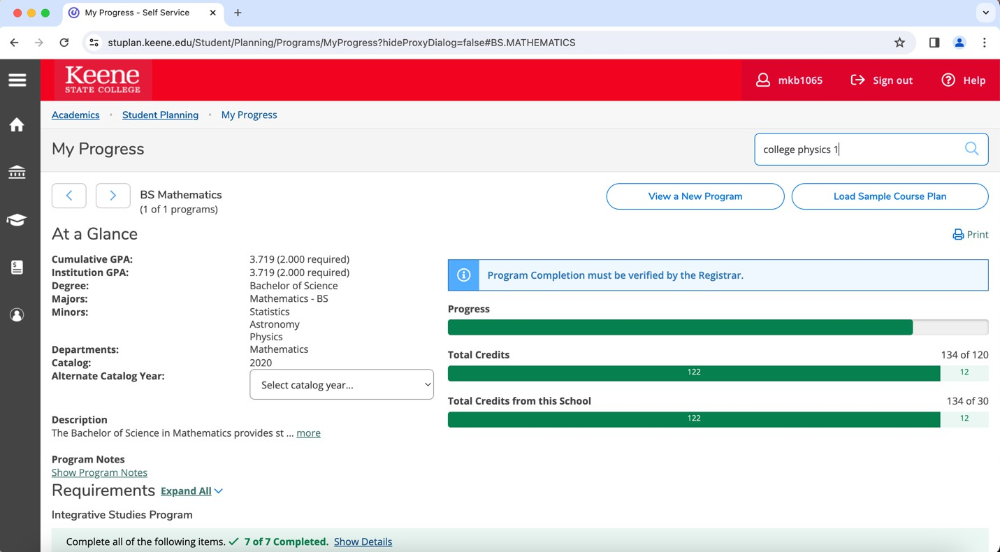 My Progress - Self Service
stuplan.keene.edu/Student/Planning/Programs/MyProgress?hideProxyDialog=false#BS.MATHEMATICS
Keene
STATE COLLEGE
mkb1065
Sign out
Help
Academics
Student Planning
My Progress
My Progress
college physics 1
BS Mathematics
(1 of 1 programs)
View a New Program
Load Sample Course Plan
At a Glance
Print
Cumulative GPA: 3.719 (2.000 required)
Institution GPA: 3.719 (2.000 required)
Degree: Bachelor of Science
Majors: Mathematics - BS
Minors: Statistics
Astronomy
Physics
Departments: Mathematics
Catalog: 2020
Alternate Catalog Year: Select catalog year...
Description
The Bachelor of Science in Mathematics provides st ... more
Program Notes
Show Program Notes
Program Completion must be verified by the Registrar.
Progress
Total Credits 134 of 120
122 12
Total Credits from this School 134 of 30
122 12
Requirements Expand All
Integrative Studies Program
Complete all of the following items. ✓ 7 of 7 Completed. Show Details